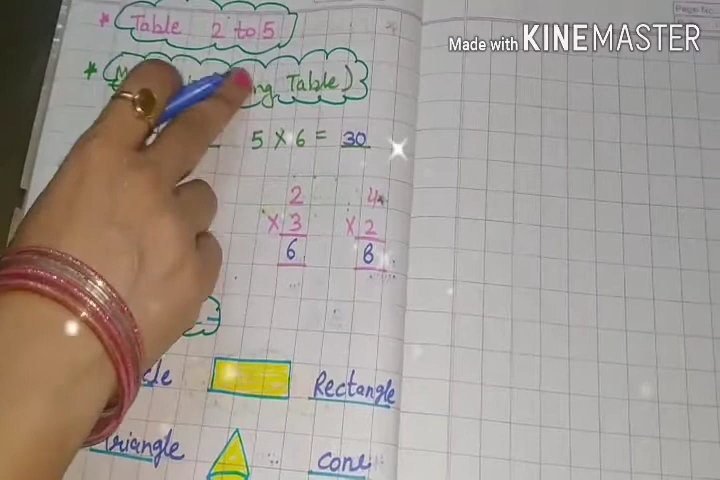 Made with KINEMASTER
* Table 2 to 5
* Table)
5 × 6 = 30
2 4
× 3 × 2
6 8
Rectangle
Triangle cone